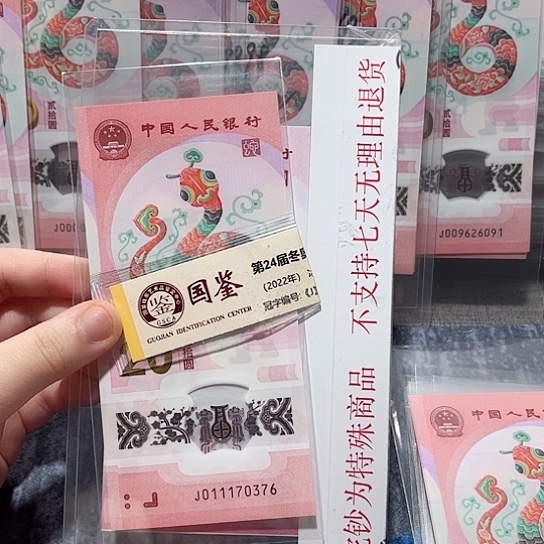 贰拾圆
J009626091
中国人民银行
国鉴
GSCA
GUOJIAN IDENTIFICATION CENTER
第24届冬
(2022年)
冠字编号:
20
J011170376
钞为特殊商品 不支持七天无理由退货
中国人民银行